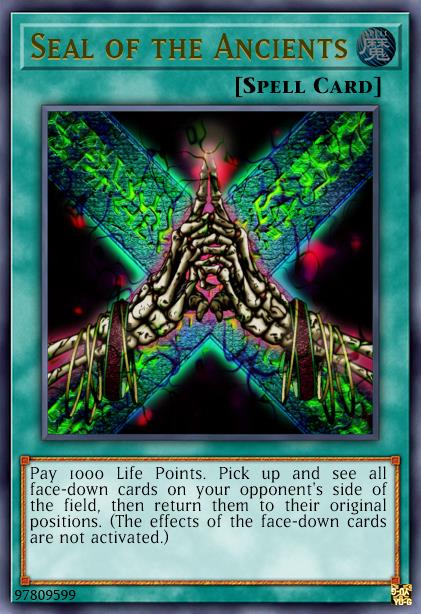 Seal of the Ancients
魔
[Spell Card]
Pay 1000 Life Points. Pick up and see all
face-down cards on your opponent's side of
the field, then return them to their original
positions. (The effects of the face-down cards
are not activated.)
97809599